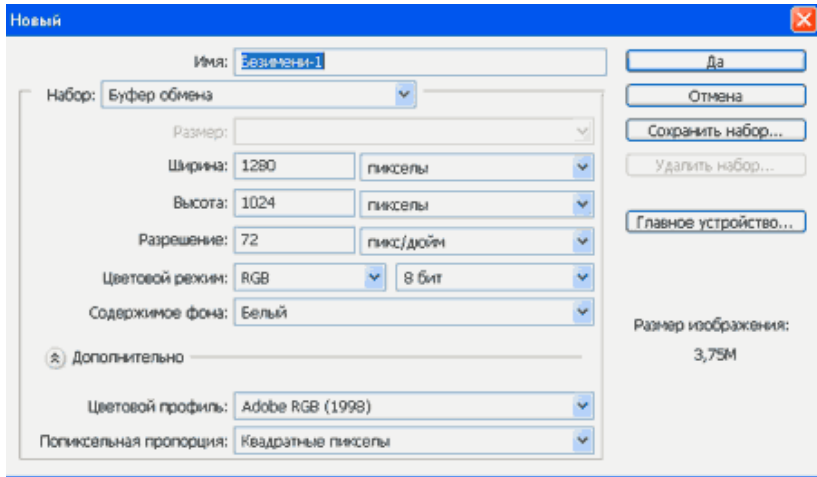 Новый
Имя: Безимени-1
Да
Набор: Буфер обмена
Отмена
Размер:
Сохранить набор...
Ширина: 1280 пикселы
Удалить набор...
Высота: 1024 пикселы
Главное устройство...
Разрешение: 72 пикс/дюйм
Цветовой режим: RGB 8 бит
Содержимое фона: Белый
Размер изображения:
3,75M
Дополнительно
Цветовой профиль: Adobe RGB (1998)
Попиксельная пропорция: Квадратные пикселы